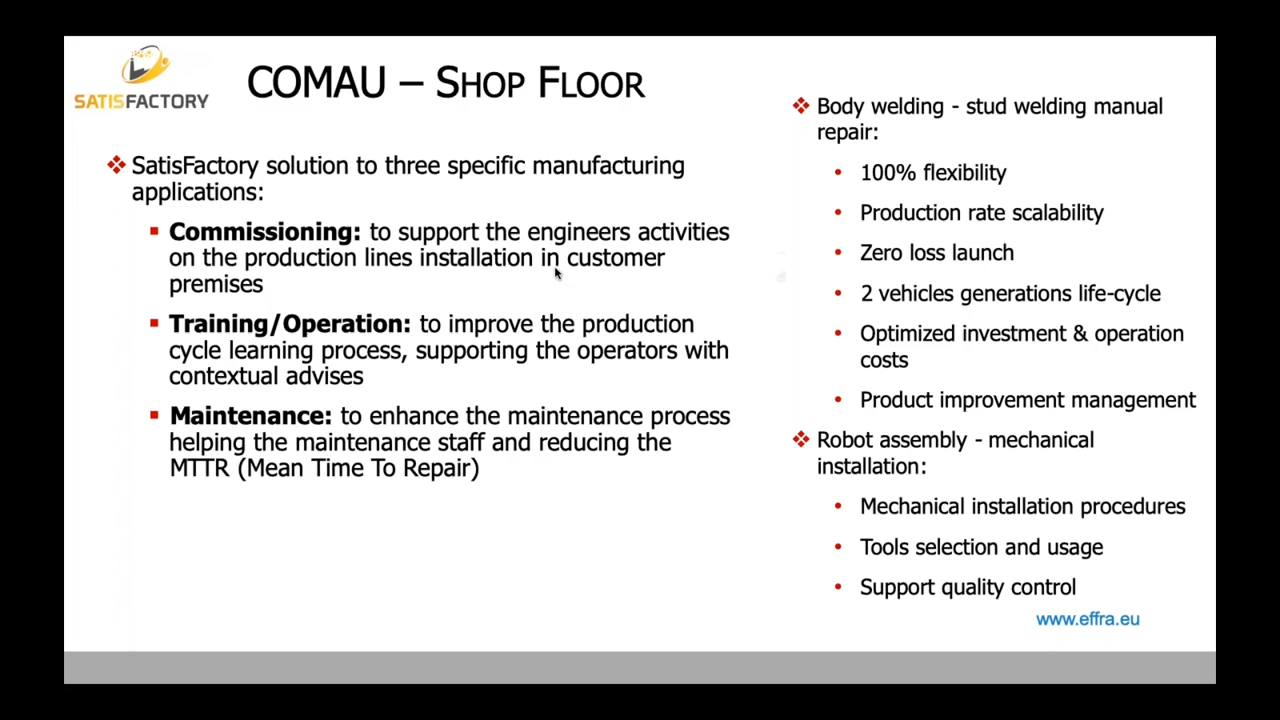 SATISFACTORY
COMAU – SHOP FLOOR
❖ SatisFactory solution to three specific manufacturing
applications:
▪ Commissioning: to support the engineers activities
on the production lines installation in customer
premises
▪ Training/Operation: to improve the production
cycle learning process, supporting the operators with
contextual advises
▪ Maintenance: to enhance the maintenance process
helping the maintenance staff and reducing the
MTTR (Mean Time To Repair)
❖ Body welding - stud welding manual
repair:
• 100% flexibility
• Production rate scalability
• Zero loss launch
• 2 vehicles generations life-cycle
• Optimized investment & operation
costs
• Product improvement management
❖ Robot assembly - mechanical
installation:
• Mechanical installation procedures
• Tools selection and usage
• Support quality control
www.effra.eu